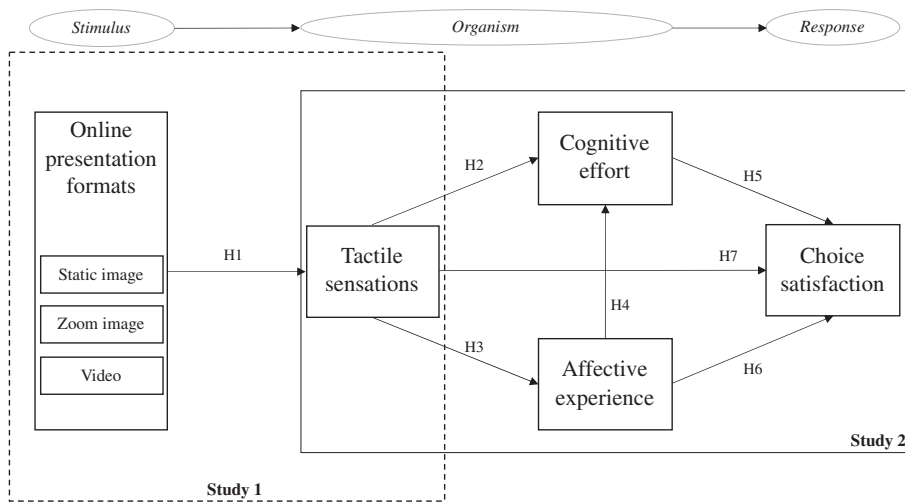 Stimulus
Organism
Response
Online
presentation
formats
Static image
Zoom image
Video
H1
Tactile
sensations
H2
H3
Cognitive
effort
H4
Affective
experience
H5
H7
H6
Choice
satisfaction
Study 2
Study 1